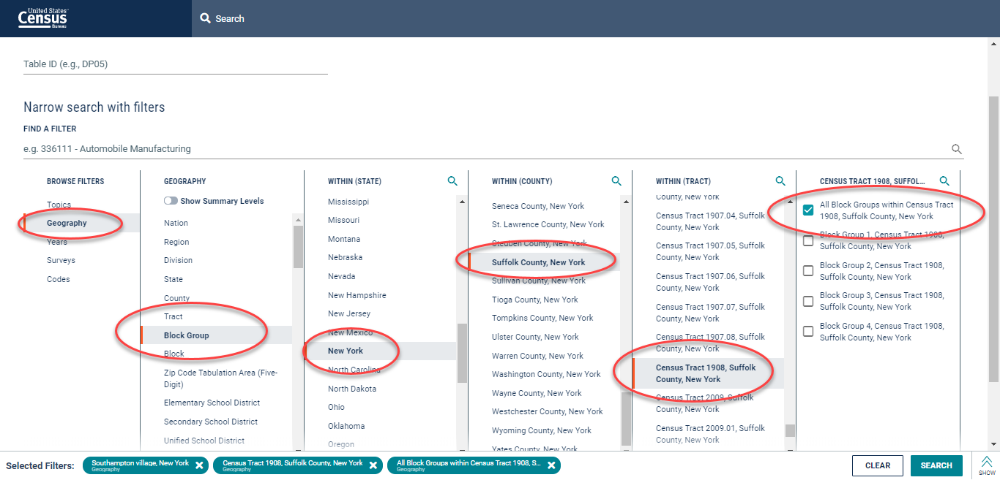 United States
Census
Bureau
Search
Table ID (e.g., DP05)
Narrow search with filters
FIND A FILTER
e.g. 336111 - Automobile Manufacturing
BROWSE FILTERS
Topics
Geography
Years
Surveys
Codes
GEOGRAPHY
Show Summary Levels
Nation
Region
Division
State
County
Tract
Block Group
Block
Zip Code Tabulation Area (Five-
Digit)
Elementary School District
Secondary School District
Unified School District
WITHIN (STATE)
Mississippi
Missouri
Montana
Nebraska
Nevada
New Hampshire
New Jersey
New Mexico
New York
North Carolina
North Dakota
Ohio
Oklahoma
Oregon
WITHIN (COUNTY)
Seneca County, New York
St. Lawrence County, New York
Steuben County, New York
Suffolk County, New York
Sullivan County, New York
Tioga County, New York
Tompkins County, New York
Ulster County, New York
Warren County, New York
Washington County, New York
Wayne County, New York
Westchester County, New York
Wyoming County, New York
Yates County, New York
WITHIN (TRACT)
County, New York
Census Tract 1907.04, Suffolk
County, New York
Census Tract 1907.05, Suffolk
County, New York
Census Tract 1907.06, Suffolk
County, New York
Census Tract 1907.07, Suffolk
County, New York
Census Tract 1907.08, Suffolk
County, New York
Census Tract 1908, Suffolk
County, New York
Census Tract 2009, Suffolk
County, New York
Census Tract 2009.01, Suffolk
County, New York
CENSUS TRACT 1908, SUFFOL...
All Block Groups within Census Tract
1908, Suffolk County, New York
Block Group 1, Census Tract 1908,
Suffolk County, New York
Block Group 2, Census Tract 1908,
Suffolk County, New York
Block Group 3, Census Tract 1908,
Suffolk County, New York
Block Group 4, Census Tract 1908,
Suffolk County, New York
Selected Filters:
Southampton village, New York
Geography
Census Tract 1908, Suffolk County, New York
Geography
All Block Groups within Census Tract 1908, S...
Geography
CLEAR
SEARCH
SHOW